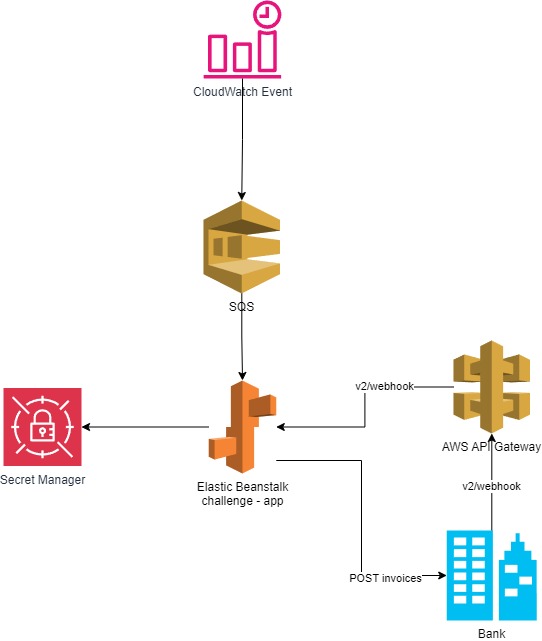 CloudWatch Event
SQS
v2/webhook
AWS API Gateway
Secret Manager
Elastic Beanstalk
challenge - app
v2/webhook
POST invoices
Bank